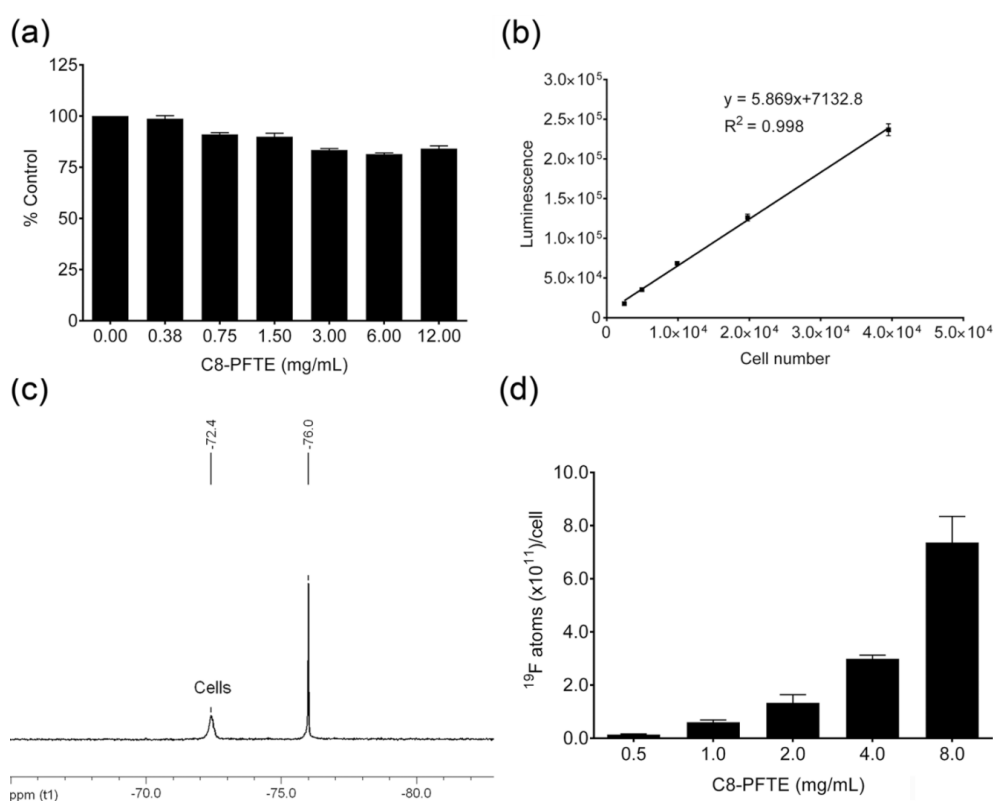 (a)
125
100
75
50
25
0
% Control
0.00 0.38 0.75 1.50 3.00 6.00 12.00
C8-PFTE (mg/mL)
(b)
3.0×10⁵
2.5×10⁵
2.0×10⁵
1.5×10⁵
1.0×10⁵
5.0×10⁴
0
Luminescence
y = 5.869x+7132.8
R² = 0.998
0 1.0×10⁴ 2.0×10⁴ 3.0×10⁴ 4.0×10⁴ 5.0×10⁴
Cell number
(c)
-72.4
-76.0
Cells
-70.0 -75.0 -80.0
ppm (t1)
(d)
10.0
8.0
6.0
4.0
2.0
0.0
¹⁹F atoms (x10¹¹)/cell
0.5 1.0 2.0 4.0 8.0
C8-PFTE (mg/mL)